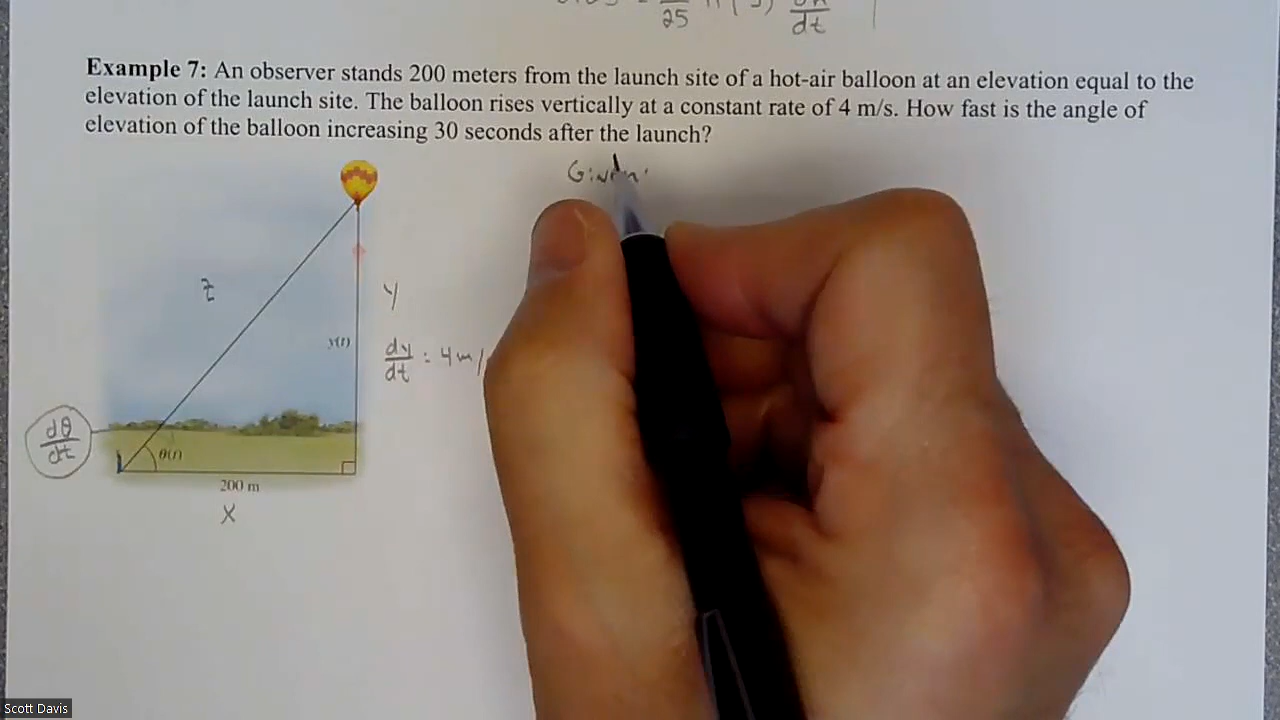 25
dt
Example 7: An observer stands 200 meters from the launch site of a hot-air balloon at an elevation equal to the
elevation of the launch site. The balloon rises vertically at a constant rate of 4 m/s. How fast is the angle of
elevation of the balloon increasing 30 seconds after the launch?
Given:
z
y
y(t)
dy/dt = 4 m/
dθ/dt
θ(t)
200 m
x
Scott Davis